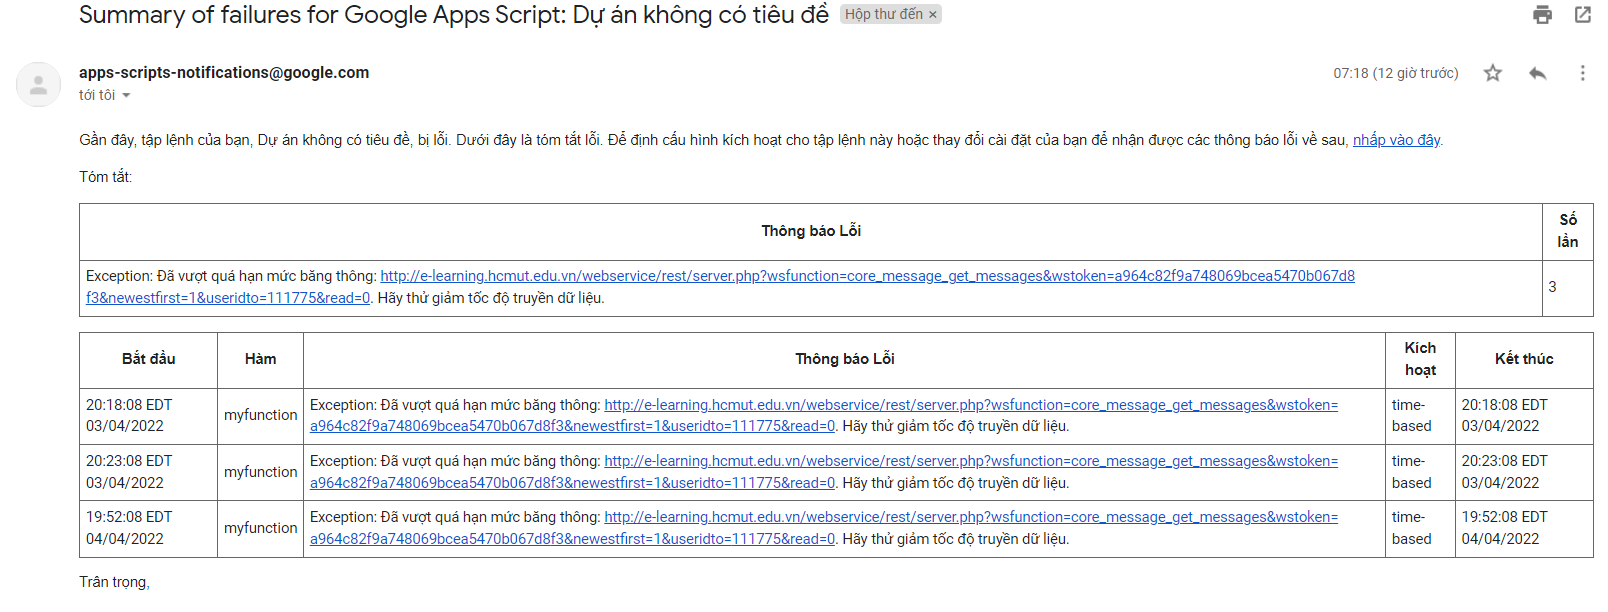 Summary of failures for Google Apps Script: Dự án không có tiêu đề
Hộp thư đến ×
apps-scripts-notifications@google.com
07:18 (12 giờ trước)
tới tôi
Gần đây, tập lệnh của bạn, Dự án không có tiêu đề, bị lỗi. Dưới đây là tóm tắt lỗi. Để định cấu hình kích hoạt cho tập lệnh này hoặc thay đổi cài đặt của bạn để nhận được các thông báo lỗi về sau, nhấp vào đây.
Tóm tắt:
Thông báo Lỗi
Số
lần
Exception: Đã vượt quá hạn mức băng thông: http://e-learning.hcmut.edu.vn/webservice/rest/server.php?wsfunction=core_message_get_messages&wstoken=a964c82f9a748069bcea5470b067d8
f3&newestfirst=1&useridto=111775&read=0. Hãy thử giảm tốc độ truyền dữ liệu.
3
Bắt đầu
Hàm
Thông báo Lỗi
Kích
hoạt
Kết thúc
20:18:08 EDT
03/04/2022
myfunction
Exception: Đã vượt quá hạn mức băng thông: http://e-learning.hcmut.edu.vn/webservice/rest/server.php?wsfunction=core_message_get_messages&wstoken=
a964c82f9a748069bcea5470b067d8f3&newestfirst=1&useridto=111775&read=0. Hãy thử giảm tốc độ truyền dữ liệu.
time-
based
20:18:08 EDT
03/04/2022
20:23:08 EDT
03/04/2022
myfunction
Exception: Đã vượt quá hạn mức băng thông: http://e-learning.hcmut.edu.vn/webservice/rest/server.php?wsfunction=core_message_get_messages&wstoken=
a964c82f9a748069bcea5470b067d8f3&newestfirst=1&useridto=111775&read=0. Hãy thử giảm tốc độ truyền dữ liệu.
time-
based
20:23:08 EDT
03/04/2022
19:52:08 EDT
04/04/2022
myfunction
Exception: Đã vượt quá hạn mức băng thông: http://e-learning.hcmut.edu.vn/webservice/rest/server.php?wsfunction=core_message_get_messages&wstoken=
a964c82f9a748069bcea5470b067d8f3&newestfirst=1&useridto=111775&read=0. Hãy thử giảm tốc độ truyền dữ liệu.
time-
based
19:52:08 EDT
04/04/2022
Trân trọng,